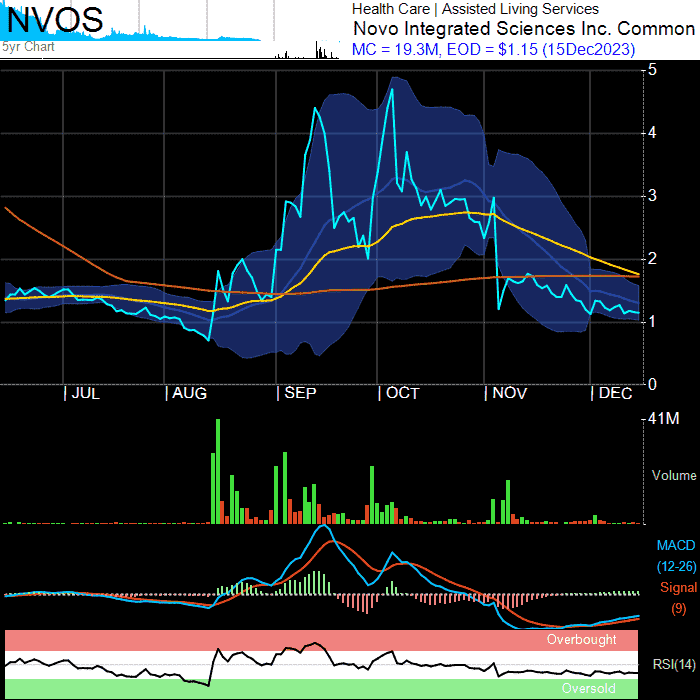 NVOS
5yr Chart
Health Care | Assisted Living Services
Novo Integrated Sciences Inc. Common
MC = 19.3M, EOD = $1.15 (15Dec2023)
5
4
3
2
1
0
| JUL | AUG | SEP | OCT | NOV | DEC
41M
Volume
MACD
(12-26)
Signal
(9)
Overbought
RSI(14)
Oversold